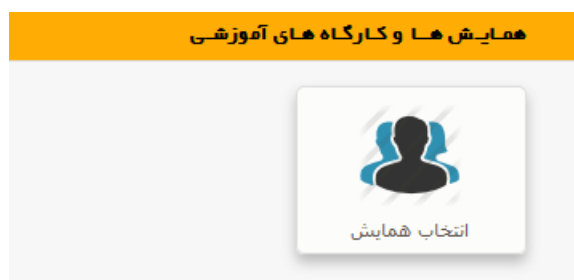 همایش ها و کارگاه های آموزشی
انتخاب همایش